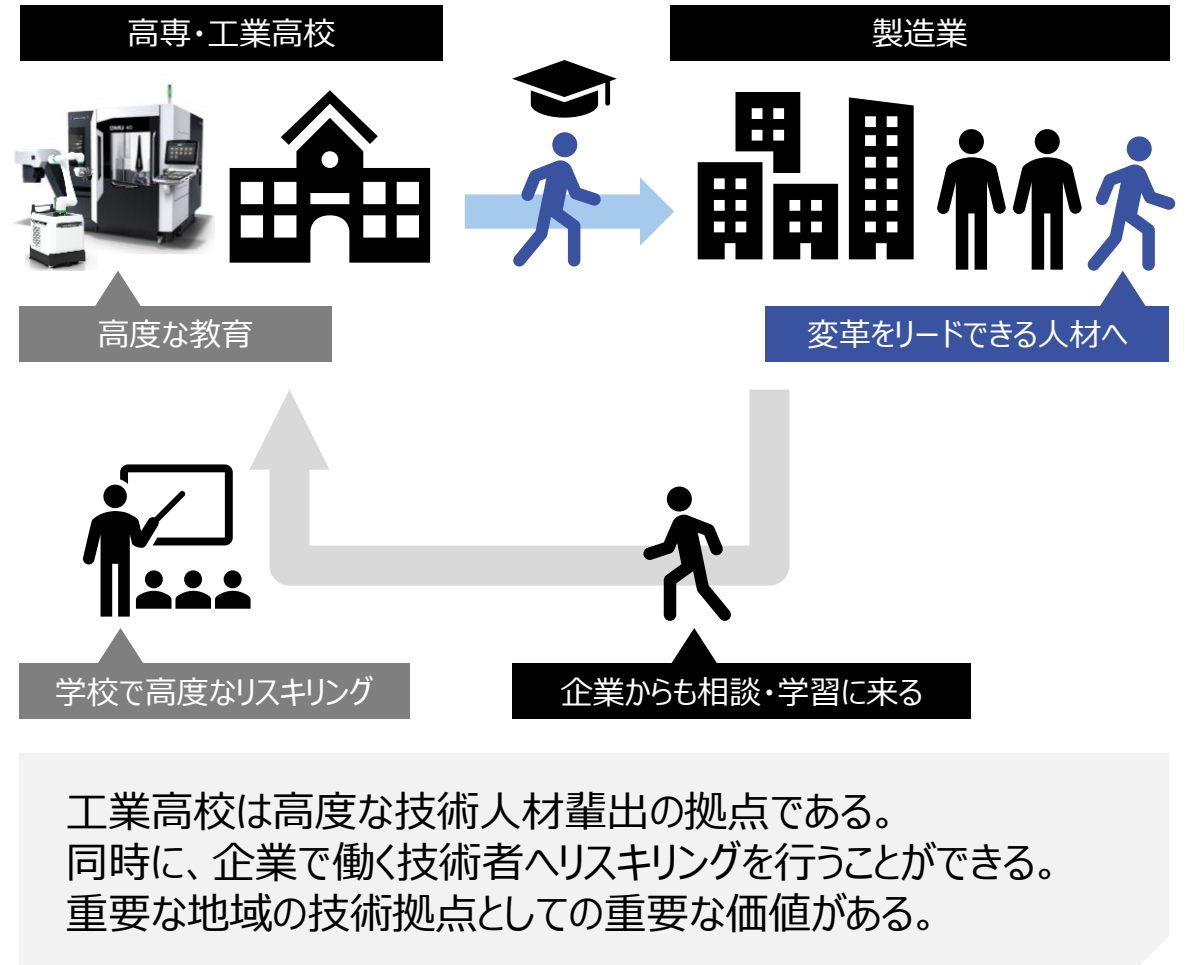 高専・工業高校
製造業
DMU 40
高度な教育
変革をリードできる人材へ
学校で高度なリスキリング
企業からも相談・学習に来る
工業高校は高度な技術人材輩出の拠点である。
同時に、企業で働く技術者へリスキリングを行うことができる。
重要な地域の技術拠点としての重要な価値がある。